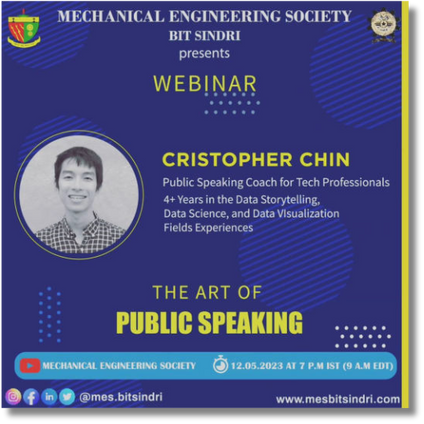 MECHANICAL ENGINEERING SOCIETY
BIT SINDRI
presents
WEBINAR
CRISTOPHER CHIN
Public Speaking Coach for Tech Professionals
4+ Years in the Data Storytelling,
Data Science, and Data VIsualization
Fields Experiences
THE ART OF
PUBLIC SPEAKING
MECHANICAL ENGINEERING SOCIETY 12.05.2023 AT 7 P.M IST (9 A.M EDT)
@mes.bitsindri www.mesbitsindri.com